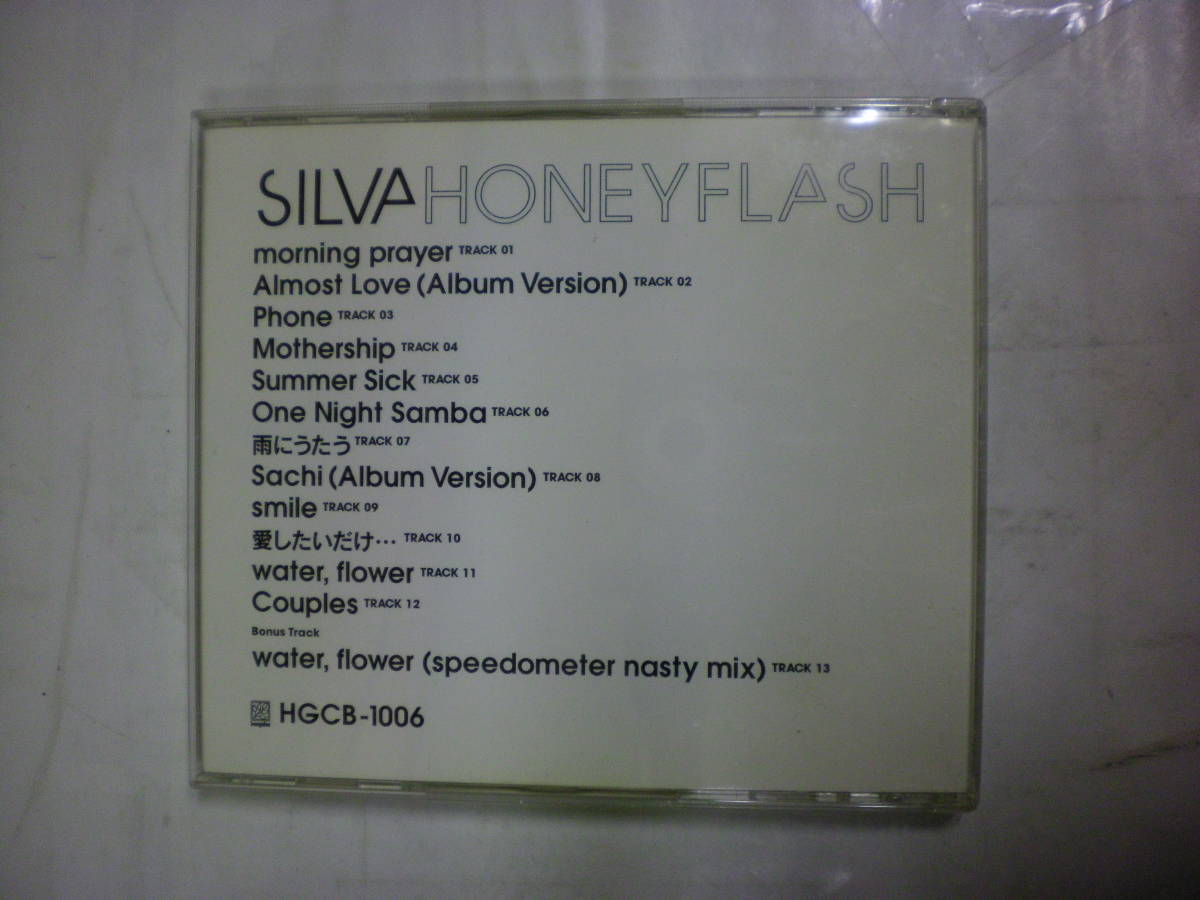 SILVA HONEYFLASH
morning prayer TRACK 01
Almost Love (Album Version) TRACK 02
Phone TRACK 03
Mothership TRACK 04
Summer Sick TRACK 05
One Night Samba TRACK 06
雨にうたう TRACK 07
Sachi (Album Version) TRACK 08
smile TRACK 09
愛したいだけ… TRACK 10
water, flower TRACK 11
Couples TRACK 12
Bonus Track
water, flower (speedometer nasty mix) TRACK 13
HGCB-1006